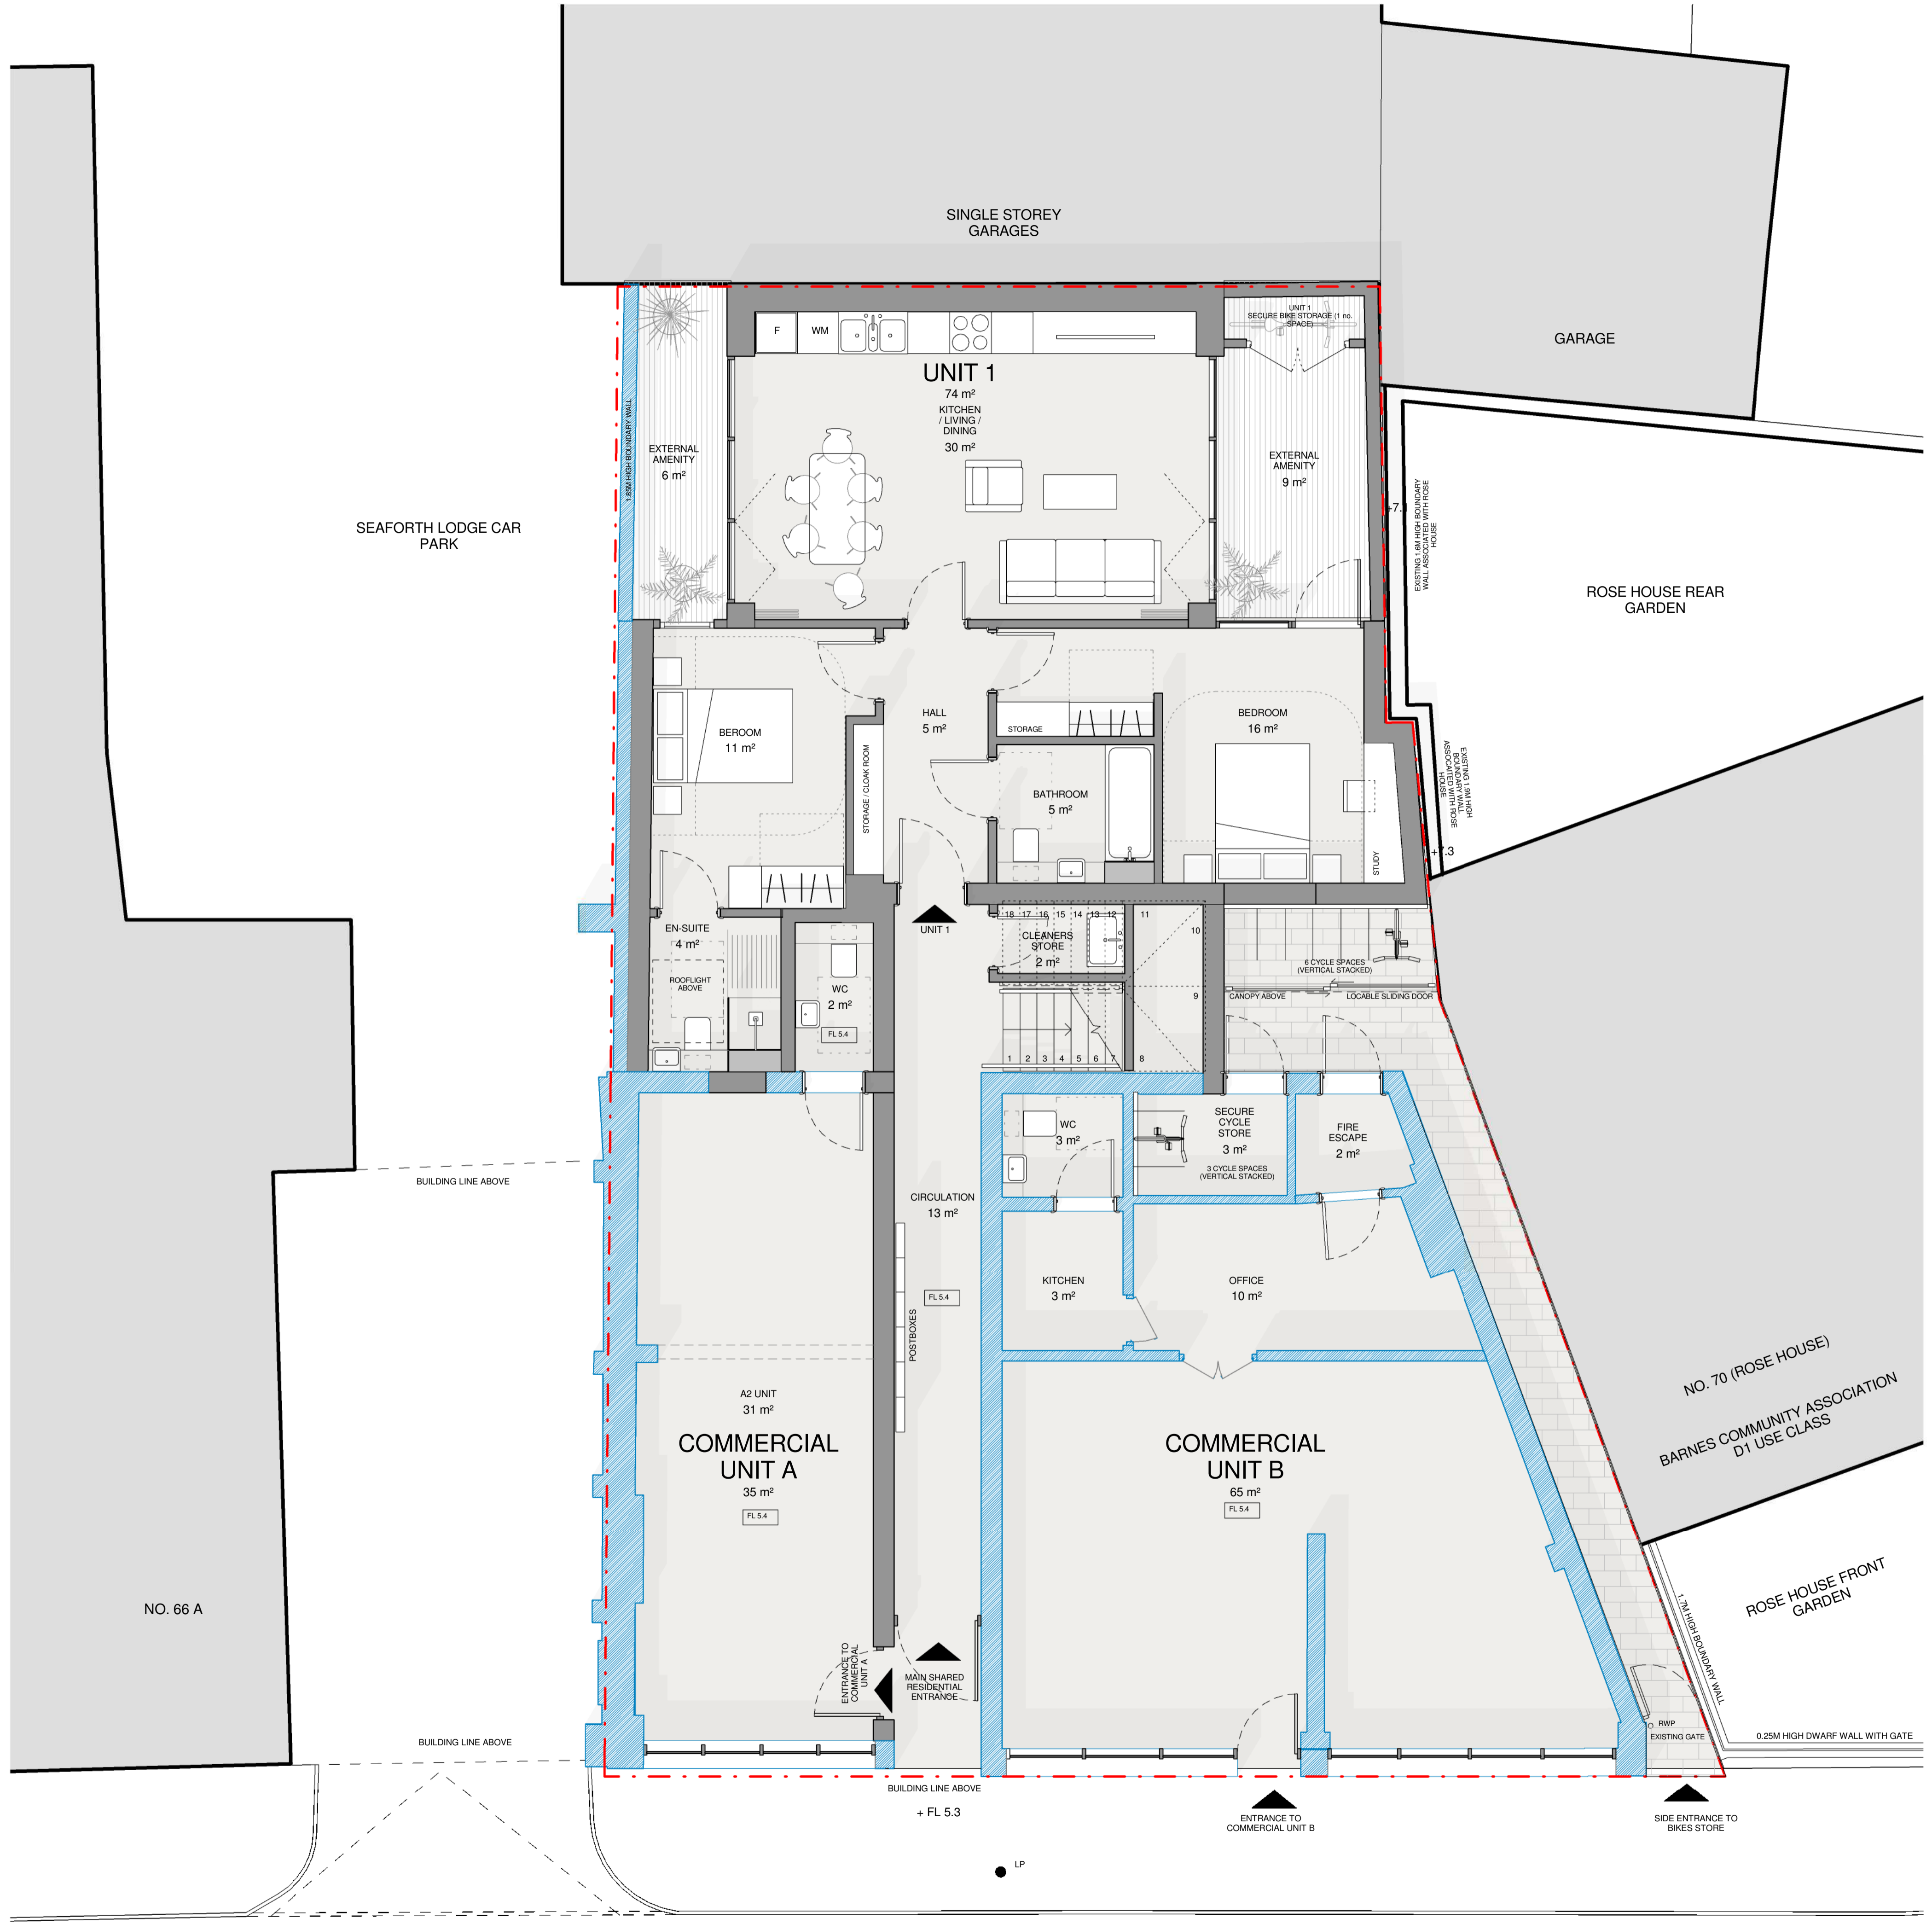 SINGLE STOREY
GARAGES
GARAGE
UNIT 1
SECURE BIKE STORAGE (1 no.
SPACE)
F
WM
UNIT 1
74 m²
KITCHEN
/ LIVING /
DINING
30 m²
1.85M HIGH BOUNDARY WALL
EXTERNAL
AMENITY
6 m²
EXTERNAL
AMENITY
9 m²
+7.
EXISTING 1.6M HIGH BOUNDARY
WALL ASSOCIATED WITH ROSE
HOUSE
SEAFORTH LODGE CAR
PARK
ROSE HOUSE REAR
GARDEN
BEROOM
11 m²
HALL
5 m²
STORAGE
BEDROOM
16 m²
STORAGE / CLOAK ROOM
BATHROOM
5 m²
STUDY
EXISTING 1.9M HIGH
BOUNDARY WALL
ASSOCAITED WITH ROSE
HOUSE
+7.3
UNIT 1
EN-SUITE
4 m²
ROOFLIGHT
ABOVE
WC
2 m²
FL 5.4
18 17 16 15 14 13 12
11
10
9
8
CLEANERS
STORE
2 m²
1 2 3 4 5 6 7
6 CYCLE SPACES
(VERTICAL STACKED)
CANOPY ABOVE
LOCABLE SLIDING DOOR
WC
3 m²
SECURE
CYCLE
STORE
3 m²
3 CYCLE SPACES
(VERTICAL STACKED)
FIRE
ESCAPE
2 m²
BUILDING LINE ABOVE
CIRCULATION
13 m²
FL 5.4
POSTBOXES
KITCHEN
3 m²
OFFICE
10 m²
A2 UNIT
31 m²
COMMERCIAL
UNIT A
35 m²
FL 5.4
COMMERCIAL
UNIT B
65 m²
FL 5.4
NO. 70 (ROSE HOUSE)
BARNES COMMUNITY ASSOCIATION
D1 USE CLASS
NO. 66 A
ROSE HOUSE FRONT
GARDEN
1.7M HIGH BOUNDARY WALL
ENTRANCE TO
COMMERCIAL
UNIT A
MAIN SHARED
RESIDENTIAL
ENTRANCE
RWP
EXISTING GATE
0.25M HIGH DWARF WALL WITH GATE
BUILDING LINE ABOVE
BUILDING LINE ABOVE
+ FL 5.3
ENTRANCE TO
COMMERCIAL UNIT B
SIDE ENTRANCE TO
BIKES STORE
LP